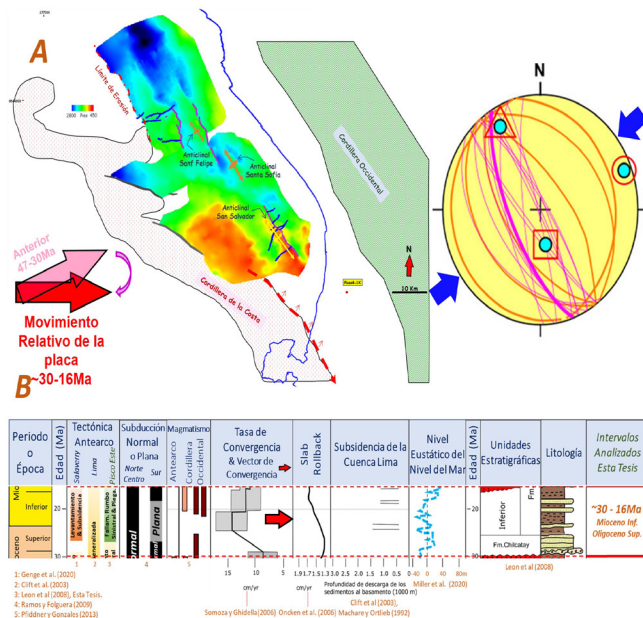 A
Límite de Erosión
Anticlinal
Sanf Felipe
Anticlinal
Santa Sofía
Anticlinal
San Salvador
Cordillera Occidental
Cordillera de la Costa
N
10 Km
N
Anterior
47-30Ma
Movimiento
Relativo de la
placa
~30-16Ma
B
Periodo
o
Época
Edad (Ma)
Tectónica
Antearco
Salaverry
Lima
Pisco Este
Subducción
Normal
o Plana
Norte
Centro
Sur
Magmatismo
Antearco
Cordillera
Occidental
Tasa de
Convergencia
& Vector de
Convergencia
Slab
Rollback
Subsidencia de la
Cuenca Lima
Nivel
Eustático del
Nivel del Mar
Edad (Ma)
Unidades
Estratigráficas
Litología
Intervalos
Analizados
Esta Tesis
Inferior
Superior
20
Levantamiento
& Subsidencia
Plana
20
Fm.
Inferior
Fm.Chilcatay
~30 - 16Ma
Mioceno Inf.
Oligoceno Sup.
1
2
3
4
5
15
10
5
cm/yr
cm/yr
Profundidad de descarga de los
sedimentos al basamento (1000 m)
1: Genge et al. (2020)
2: Clift et al. (2003)
3: Leon et al (2008), Esta Tesis.
4: Ramos y Folguera (2009)
5: Pfiddner y Gonzales (2013)
Somoza y Ghidella(2006)
Oncken et al. (2006)
Clift et al (2003),
Machare y Ortlieb (1992)
Miller et al. (2020)
Leon et al (2008)